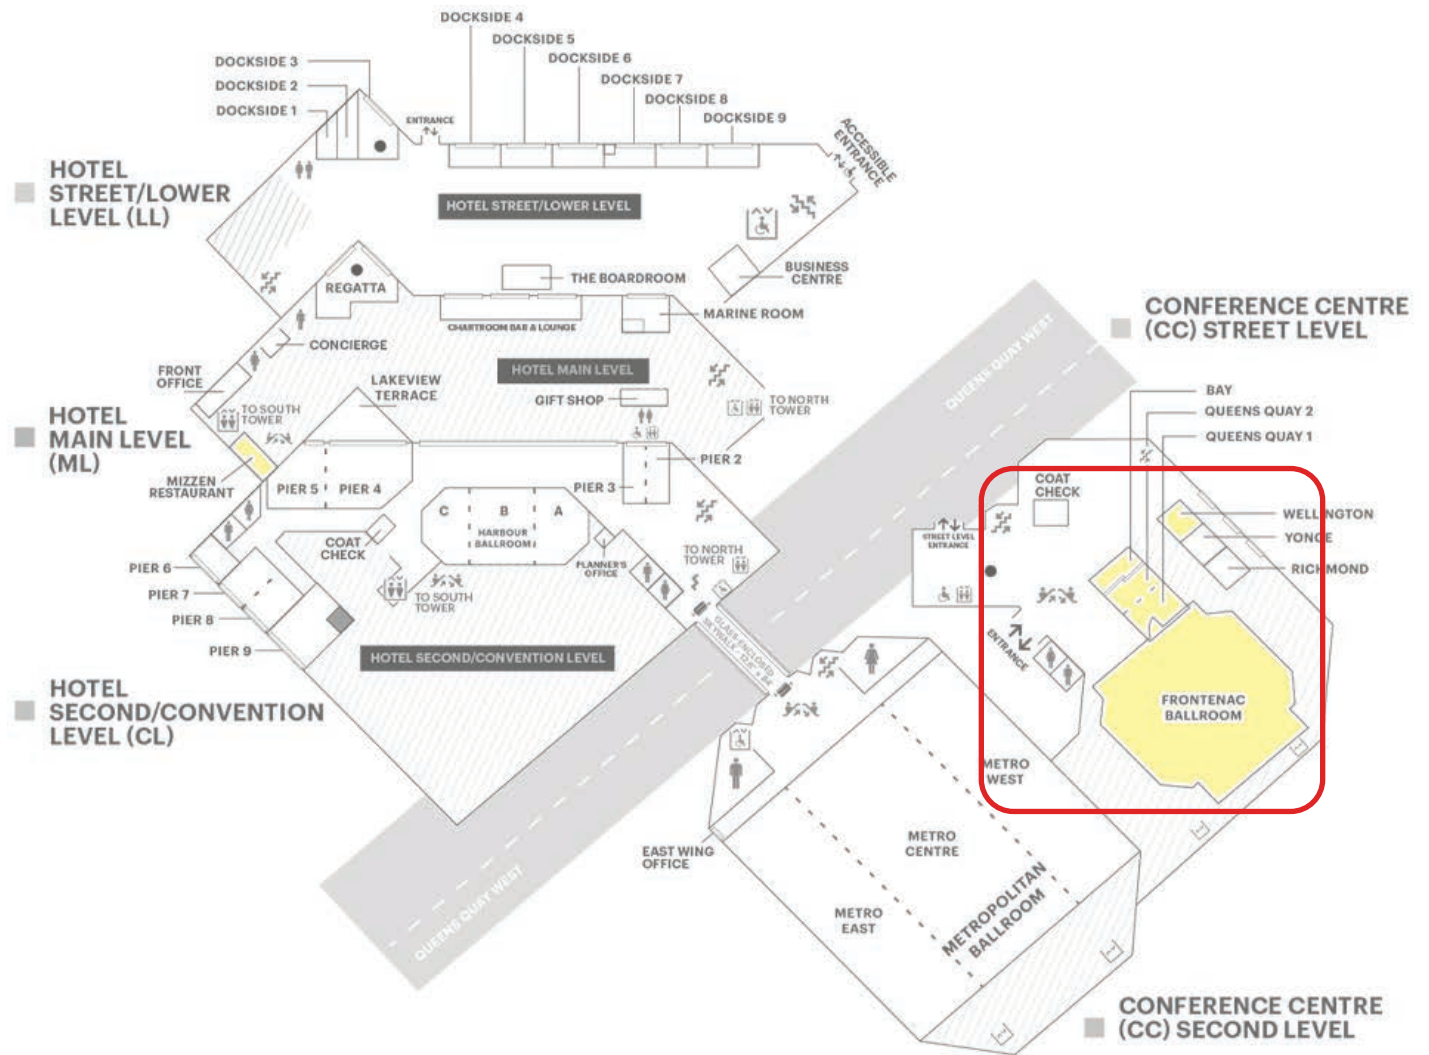 DOCKSIDE 4
DOCKSIDE 5
DOCKSIDE 6
DOCKSIDE 7
DOCKSIDE 8
DOCKSIDE 9
DOCKSIDE 3
DOCKSIDE 2
DOCKSIDE 1
ENTRANCE
ACCESSIBLE
ENTRANCE
HOTEL
STREET/LOWER
LEVEL (LL)
HOTEL STREET/LOWER LEVEL
BUSINESS
CENTRE
THE BOARDROOM
REGATTA
MARINE ROOM
CHARTROOM BAR & LOUNGE
CONCIERGE
FRONT
OFFICE
LAKEVIEW
TERRACE
HOTEL MAIN LEVEL
GIFT SHOP
TO SOUTH
TOWER
TO NORTH
TOWER
HOTEL
MAIN LEVEL
(ML)
MIZZEN
RESTAURANT
PIER 5
PIER 4
PIER 3
PIER 2
C
B
A
HARBOUR
BALLROOM
COAT
CHECK
PLANNER'S
OFFICE
TO NORTH
TOWER
PIER 6
PIER 7
PIER 8
PIER 9
TO SOUTH
TOWER
HOTEL SECOND/CONVENTION LEVEL
HOTEL
SECOND/CONVENTION
LEVEL (CL)
GLASS-ENCLOSED
QUEENS QUAY WEST
QUEENS QUAY WEST
CONFERENCE CENTRE
(CC) STREET LEVEL
BAY
QUEENS QUAY 2
QUEENS QUAY 1
COAT
CHECK
WELLINGTON
YONGE
RICHMOND
STREET LEVEL
ENTRANCE
ENTRANCE
FRONTENAC
BALLROOM
METRO
WEST
METRO
CENTRE
METRO
EAST
METROPOLITAN
BALLROOM
EAST WING
OFFICE
CONFERENCE CENTRE
(CC) SECOND LEVEL